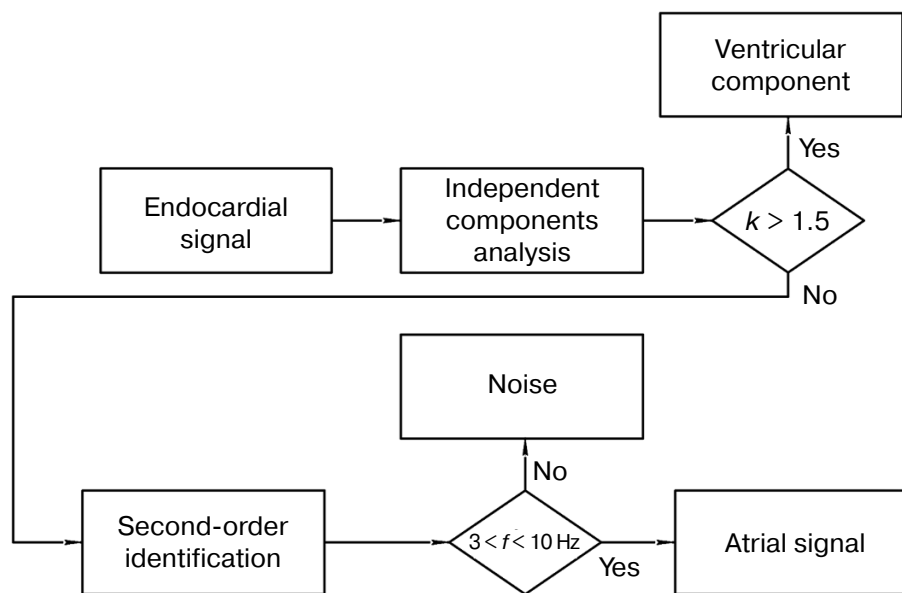 Ventricular
component
Yes
Endocardial
signal
Independent
components
analysis
k > 1.5
No
Noise
No
Second-order
identification
3 < f < 10 Hz
Yes
Atrial signal